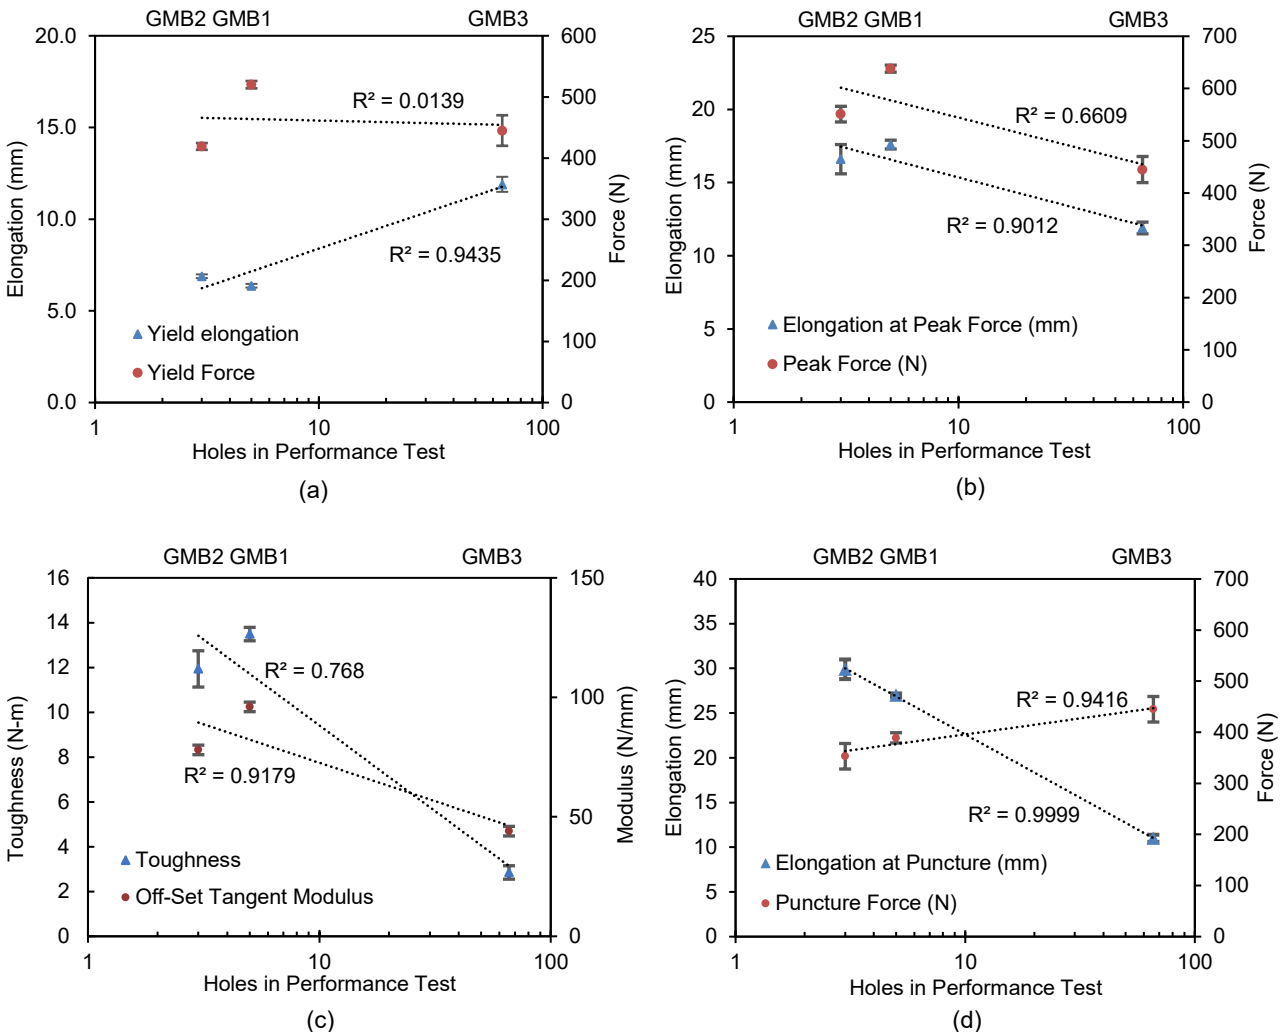 GMB2 GMB1 GMB3
20.0
15.0
10.0
5.0
0.0
Elongation (mm)
600
500
400
300
200
100
0
Force (N)
R² = 0.0139
R² = 0.9435
Yield elongation
Yield Force
1 10 100
Holes in Performance Test
(a)
GMB2 GMB1 GMB3
25
20
15
10
5
0
Elongation (mm)
700
600
500
400
300
200
100
0
Force (N)
R² = 0.6609
R² = 0.9012
Elongation at Peak Force (mm)
Peak Force (N)
1 10 100
Holes in Performance Test
(b)
GMB2 GMB1 GMB3
16
14
12
10
8
6
4
2
0
Toughness (N-m)
150
100
50
0
Modulus (N/mm)
R² = 0.768
R² = 0.9179
Toughness
Off-Set Tangent Modulus
1 10 100
Holes in Performance Test
(c)
GMB2 GMB1 GMB3
40
35
30
25
20
15
10
5
0
Elongation (mm)
700
600
500
400
300
200
100
0
Force (N)
R² = 0.9416
R² = 0.9999
Elongation at Puncture (mm)
Puncture Force (N)
1 10 100
Holes in Performance Test
(d)